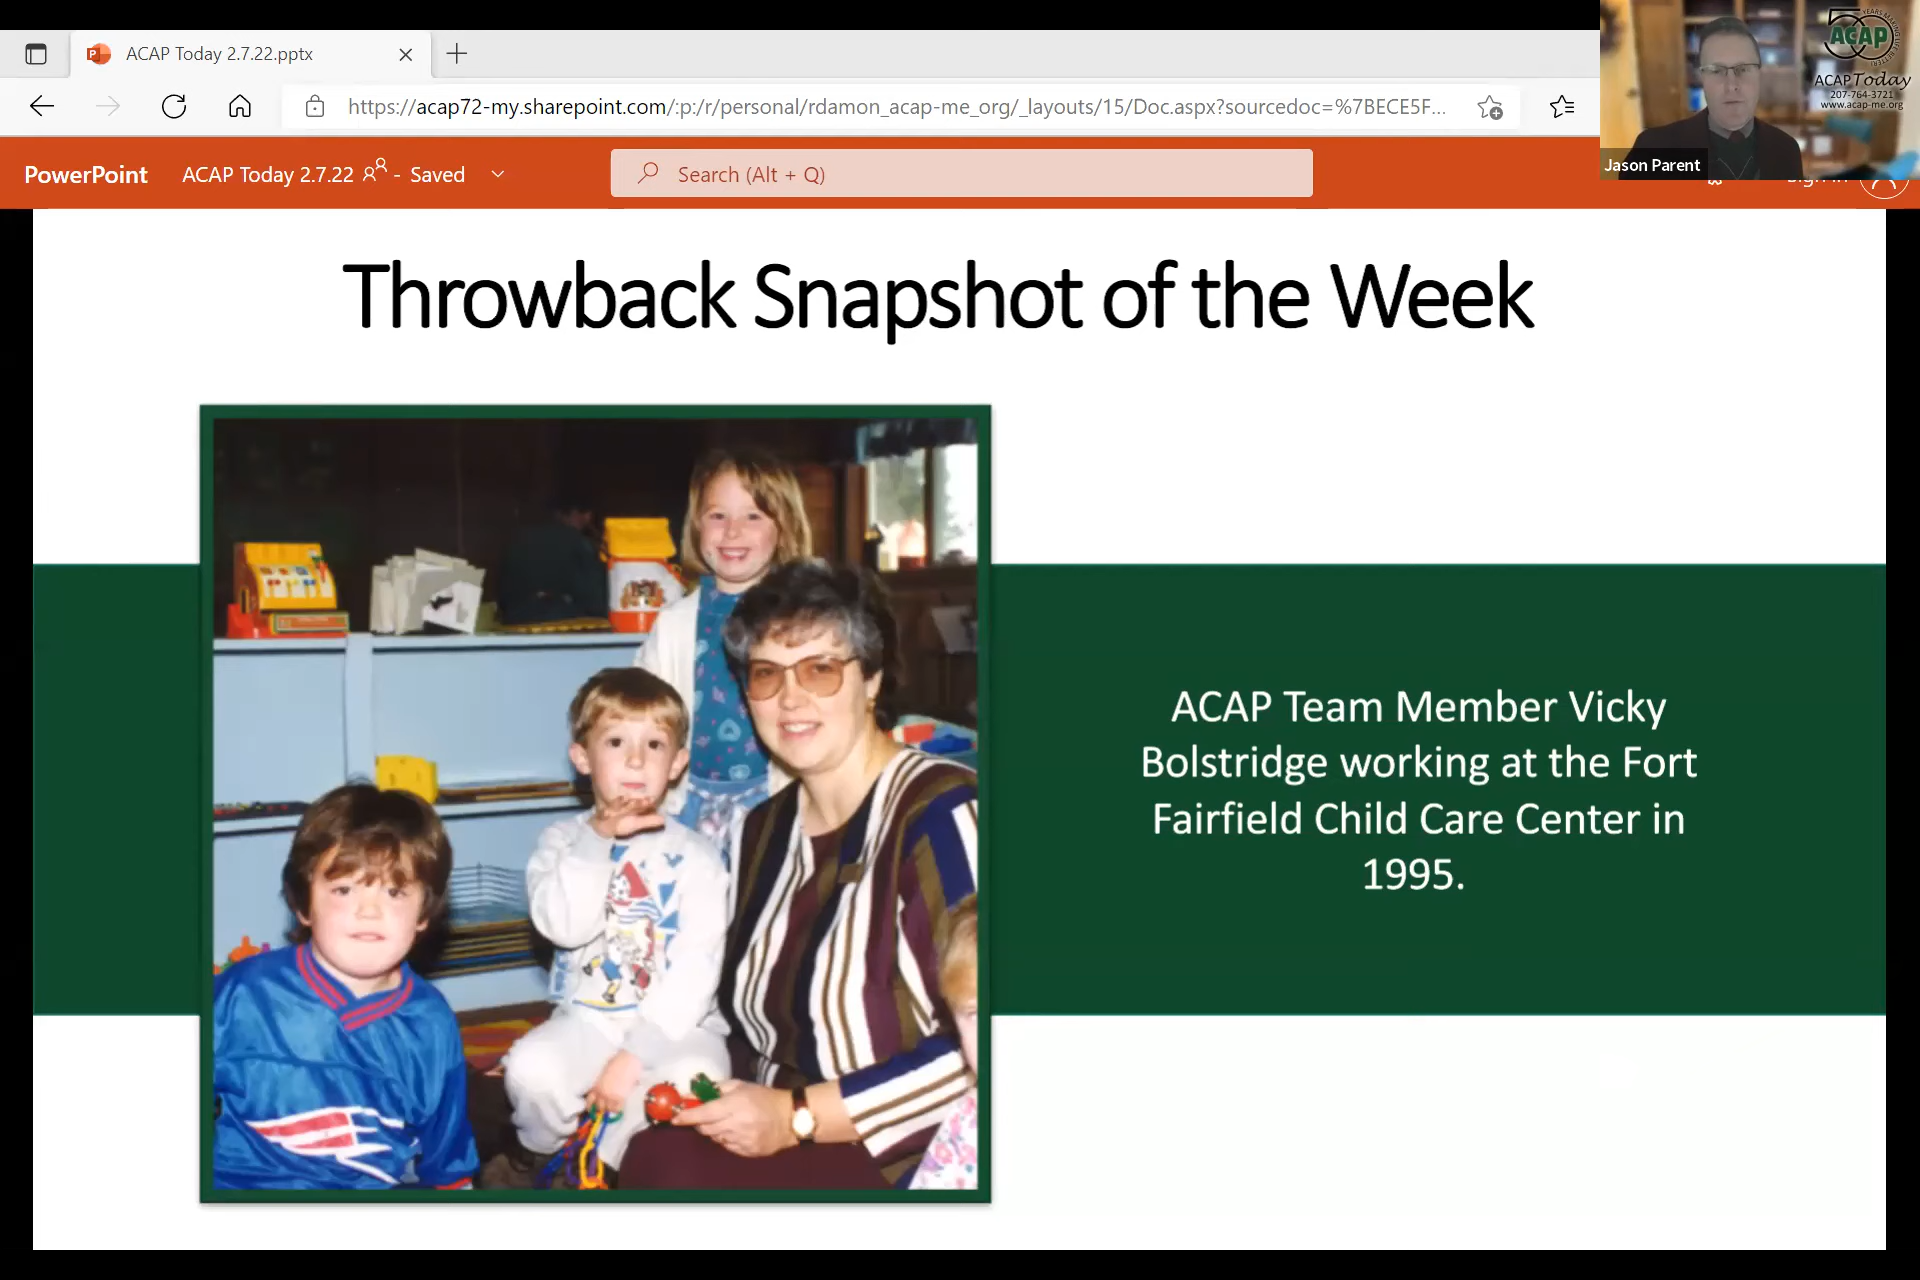 ACAP Today 2.7.22.pptx
https://acap72-my.sharepoint.com/:p:/r/personal/rdamon_acap-me_org/_layouts/15/Doc.aspx?sourcedoc=%7BECE5F...
ACAP
ACAPToday
207-764-3721
www.acap-me.org
Jason Parent
PowerPoint
ACAP Today 2.7.22 - Saved
Search (Alt + Q)
Throwback Snapshot of the Week
ACAP Team Member Vicky
Bolstridge working at the Fort
Fairfield Child Care Center in
1995.